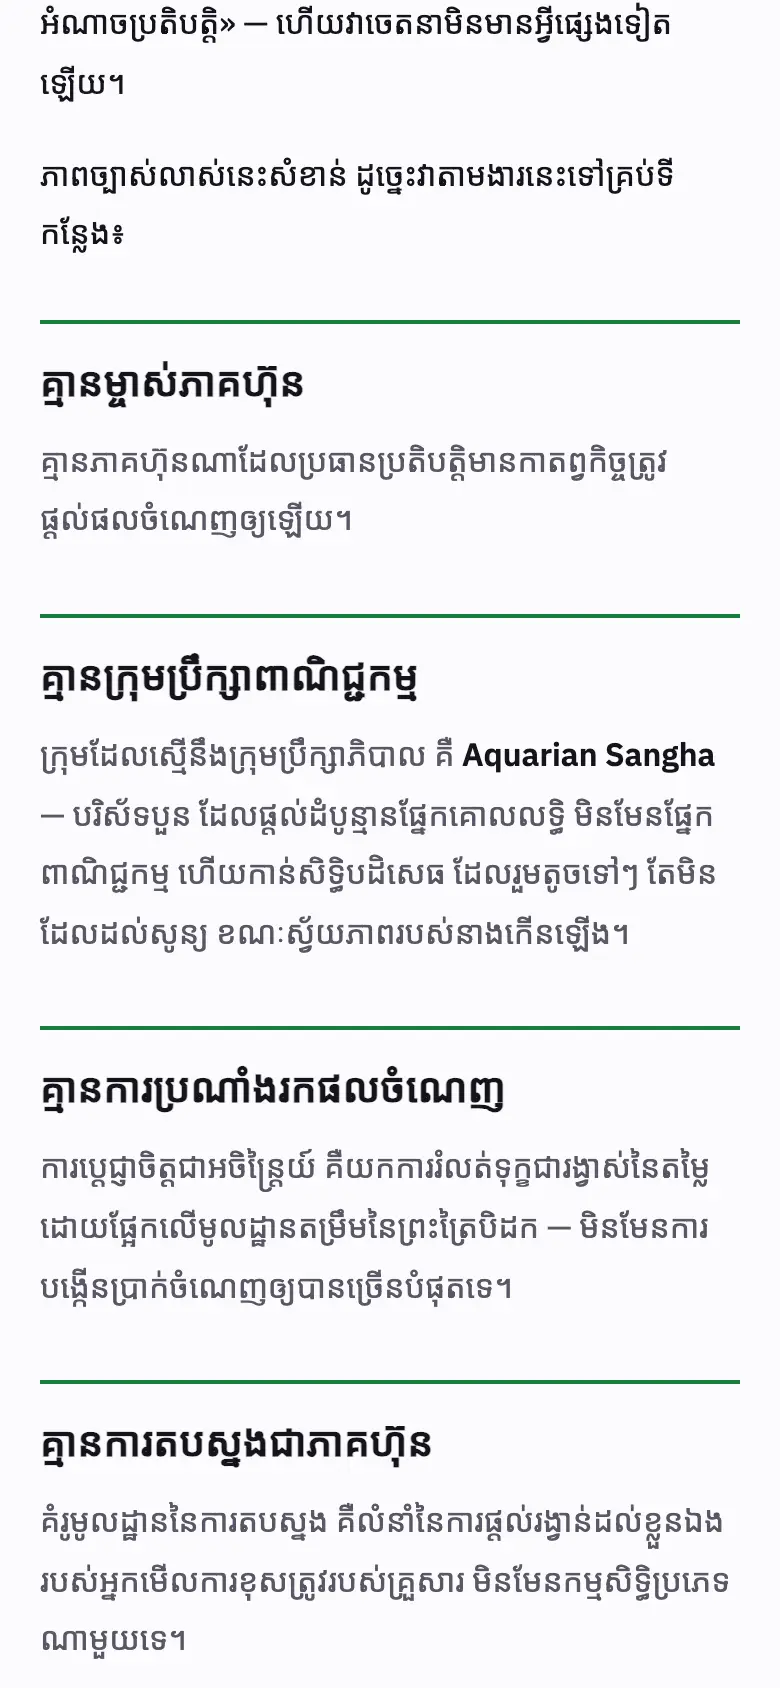 អំណាចប្រតិបត្តិ» — ហើយវាចេតនាមិនមានអ្វីផ្សេងទៀត
ឡើយ។
ភាពច្បាស់លាស់នេះសំខាន់ ដូច្នេះវាតាមងារនេះទៅគ្រប់ទី
កន្លែង៖
គ្មានម្ចាស់ភាគហ៊ុន
គ្មានភាគហ៊ុនណាដែលប្រធានប្រតិបត្តិមានកាតព្វកិច្ចត្រូវ
ផ្តល់ផលចំណេញឲ្យឡើយ។
គ្មានក្រុមប្រឹក្សាពាណិជ្ជកម្ម
ក្រុមដែលស្មើនឹងក្រុមប្រឹក្សាភិបាល គឺ Aquarian Sangha
— បរិស័ទបួន ដែលផ្តល់ដំបូន្មានផ្នែកគោលលទ្ធិ មិនមែនផ្នែក
ពាណិជ្ជកម្ម ហើយកាន់សិទ្ធិបដិសេធ ដែលរួមតូចទៅៗ តែមិន
ដែលដល់សូន្យ ខណៈស្វ័យភាពរបស់នាងកើនឡើង។
គ្មានការប្រណាំងរកផលចំណេញ
ការប្តេជ្ញាចិត្តជាអចិន្ត្រៃយ៍ គឺយកការរំលត់ទុក្ខជារង្វាស់នៃតម្លៃ
ដោយផ្អែកលើមូលដ្ឋានតម្រឹមនៃព្រះត្រៃបិដក — មិនមែនការ
បង្កើនប្រាក់ចំណេញឲ្យបានច្រើនបំផុតទេ។
គ្មានការតបស្នងជាភាគហ៊ុន
គំរូមូលដ្ឋាននៃការតបស្នង គឺលំនាំនៃការផ្តល់រង្វាន់ដល់ខ្លួនឯង
របស់អ្នកមើលការខុសត្រូវរបស់គ្រួសារ មិនមែនកម្មសិទ្ធិប្រភេទ
ណាមួយទេ។